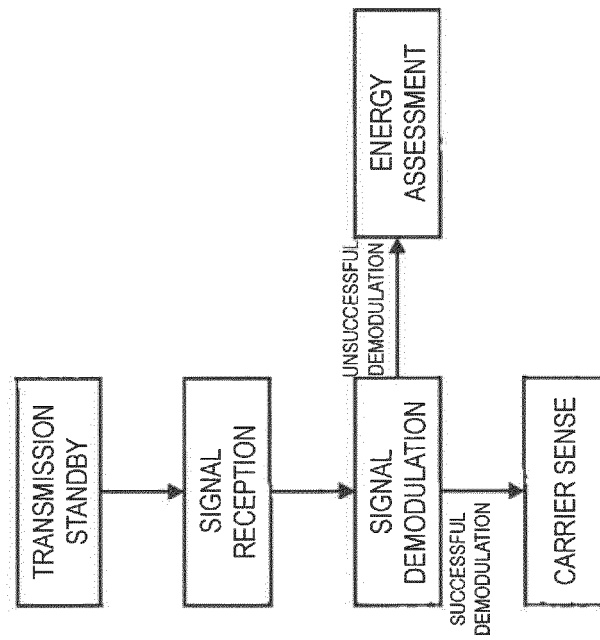 TRANSMISSION
STANDBY
SIGNAL
RECEPTION
SIGNAL
DEMODULATION
UNSUCCESSFUL
DEMODULATION
ENERGY
ASSESSMENT
SUCCESSFUL
DEMODULATION
CARRIER SENSE